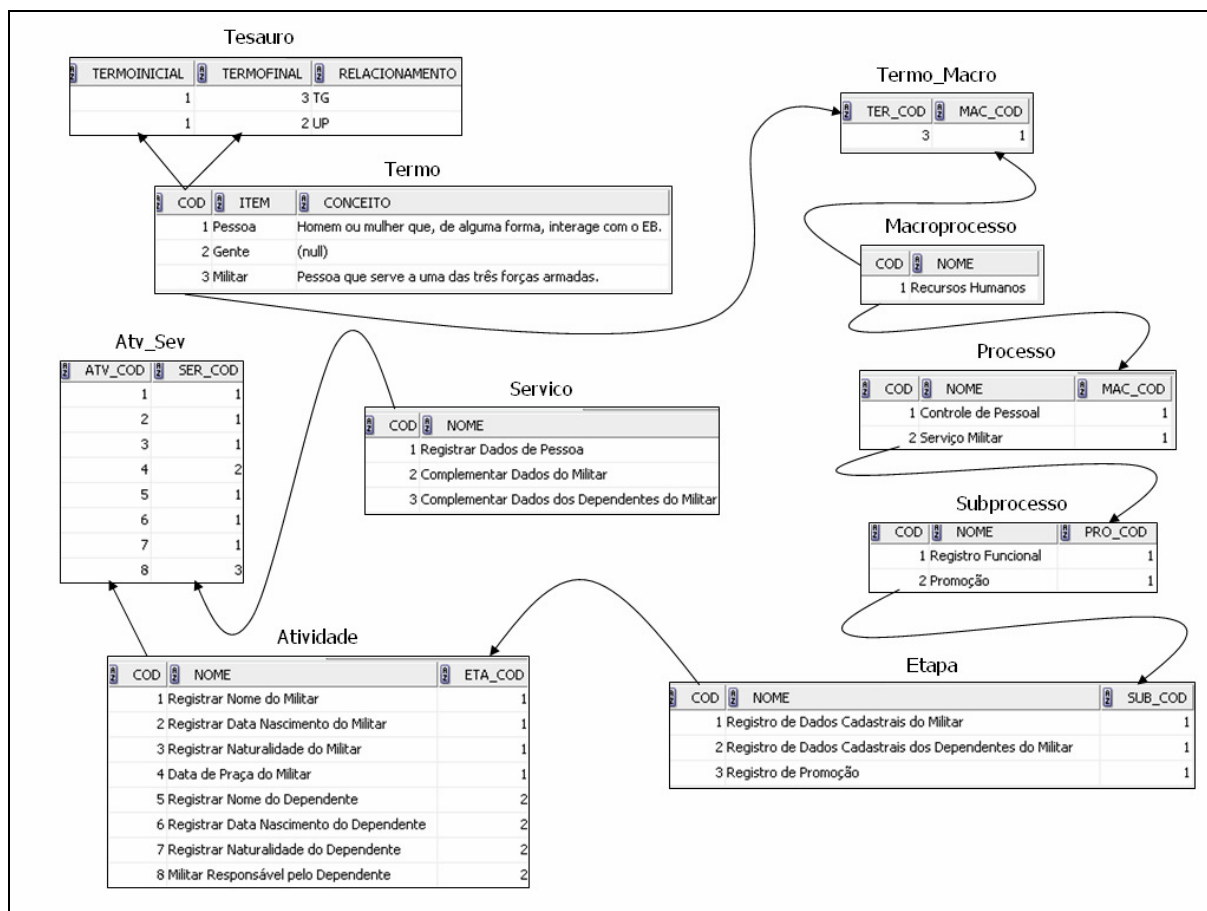 Tesauro
TERMOINICIAL TERMOFINAL RELACIONAMENTO
1 3 TG
1 2 UP
Termo_Macro
TER_COD MAC_COD
3 1
Termo
COD ITEM CONCEITO
1 Pessoa Homem ou mulher que, de alguma forma, interage com o EB.
2 Gente (null)
3 Militar Pessoa que serve a uma das três forças armadas.
Macroprocesso
COD NOME
1 Recursos Humanos
Atv_Sev
ATV_COD SER_COD
1 1
2 1
3 1
4 2
5 1
6 1
7 1
8 3
Servico
COD NOME
1 Registrar Dados de Pessoa
2 Complementar Dados do Militar
3 Complementar Dados dos Dependentes do Militar
Processo
COD NOME MAC_COD
1 Controle de Pessoal 1
2 Serviço Militar 1
Subprocesso
COD NOME PRO_COD
1 Registro Funcional 1
2 Promoção 1
Atividade
COD NOME ETA_COD
1 Registrar Nome do Militar 1
2 Registrar Data Nascimento do Militar 1
3 Registrar Naturalidade do Militar 1
4 Data de Praça do Militar 1
5 Registrar Nome do Dependente 2
6 Registrar Data Nascimento do Dependente 2
7 Registrar Naturalidade do Dependente 2
8 Militar Responsável pelo Dependente 2
Etapa
COD NOME SUB_COD
1 Registro de Dados Cadastrais do Militar 1
2 Registro de Dados Cadastrais dos Dependentes do Militar 1
3 Registro de Promoção 1